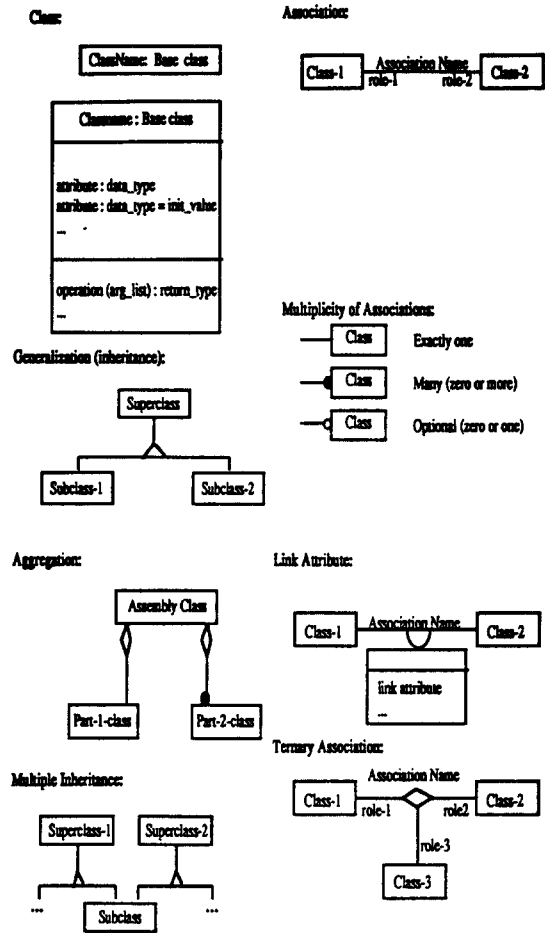 Class:
ClassName: Base class
Classname : Base class
attribute : data_type
attribute : data_type = init_value
...
operation (arg_list) : return_type
...
Generalization (inheritance):
Superclass
Subclass-1 Subclass-2
Aggregation:
Assembly Class
Part-1-class Part-2-class
Multiple Inheritance:
Superclass-1 Superclass-2
... Subclass ...
Association:
Class-1 Association Name Class-2
role-1 role-2
Multiplicity of Associations:
Class Exactly one
Class Many (zero or more)
Class Optional (zero or one)
Link Attribute:
Class-1 Association Name Class-2
link attribute
...
Ternary Association:
Association Name
Class-1 role-1 role2 Class-2
role-3
Class-3